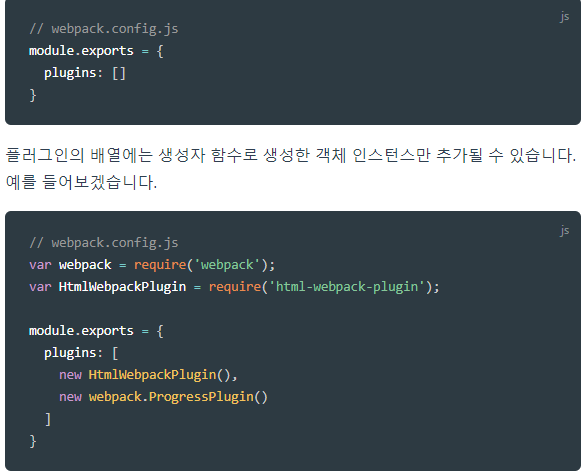 js
// webpack.config.js
module.exports = {
  plugins: []
}
플러그인의 배열에는 생성자 함수로 생성한 객체 인스턴스만 추가될 수 있습니다.
예를 들어보겠습니다.
js
// webpack.config.js
var webpack = require('webpack');
var HtmlWebpackPlugin = require('html-webpack-plugin');

module.exports = {
  plugins: [
    new HtmlWebpackPlugin(),
    new webpack.ProgressPlugin()
  ]
}